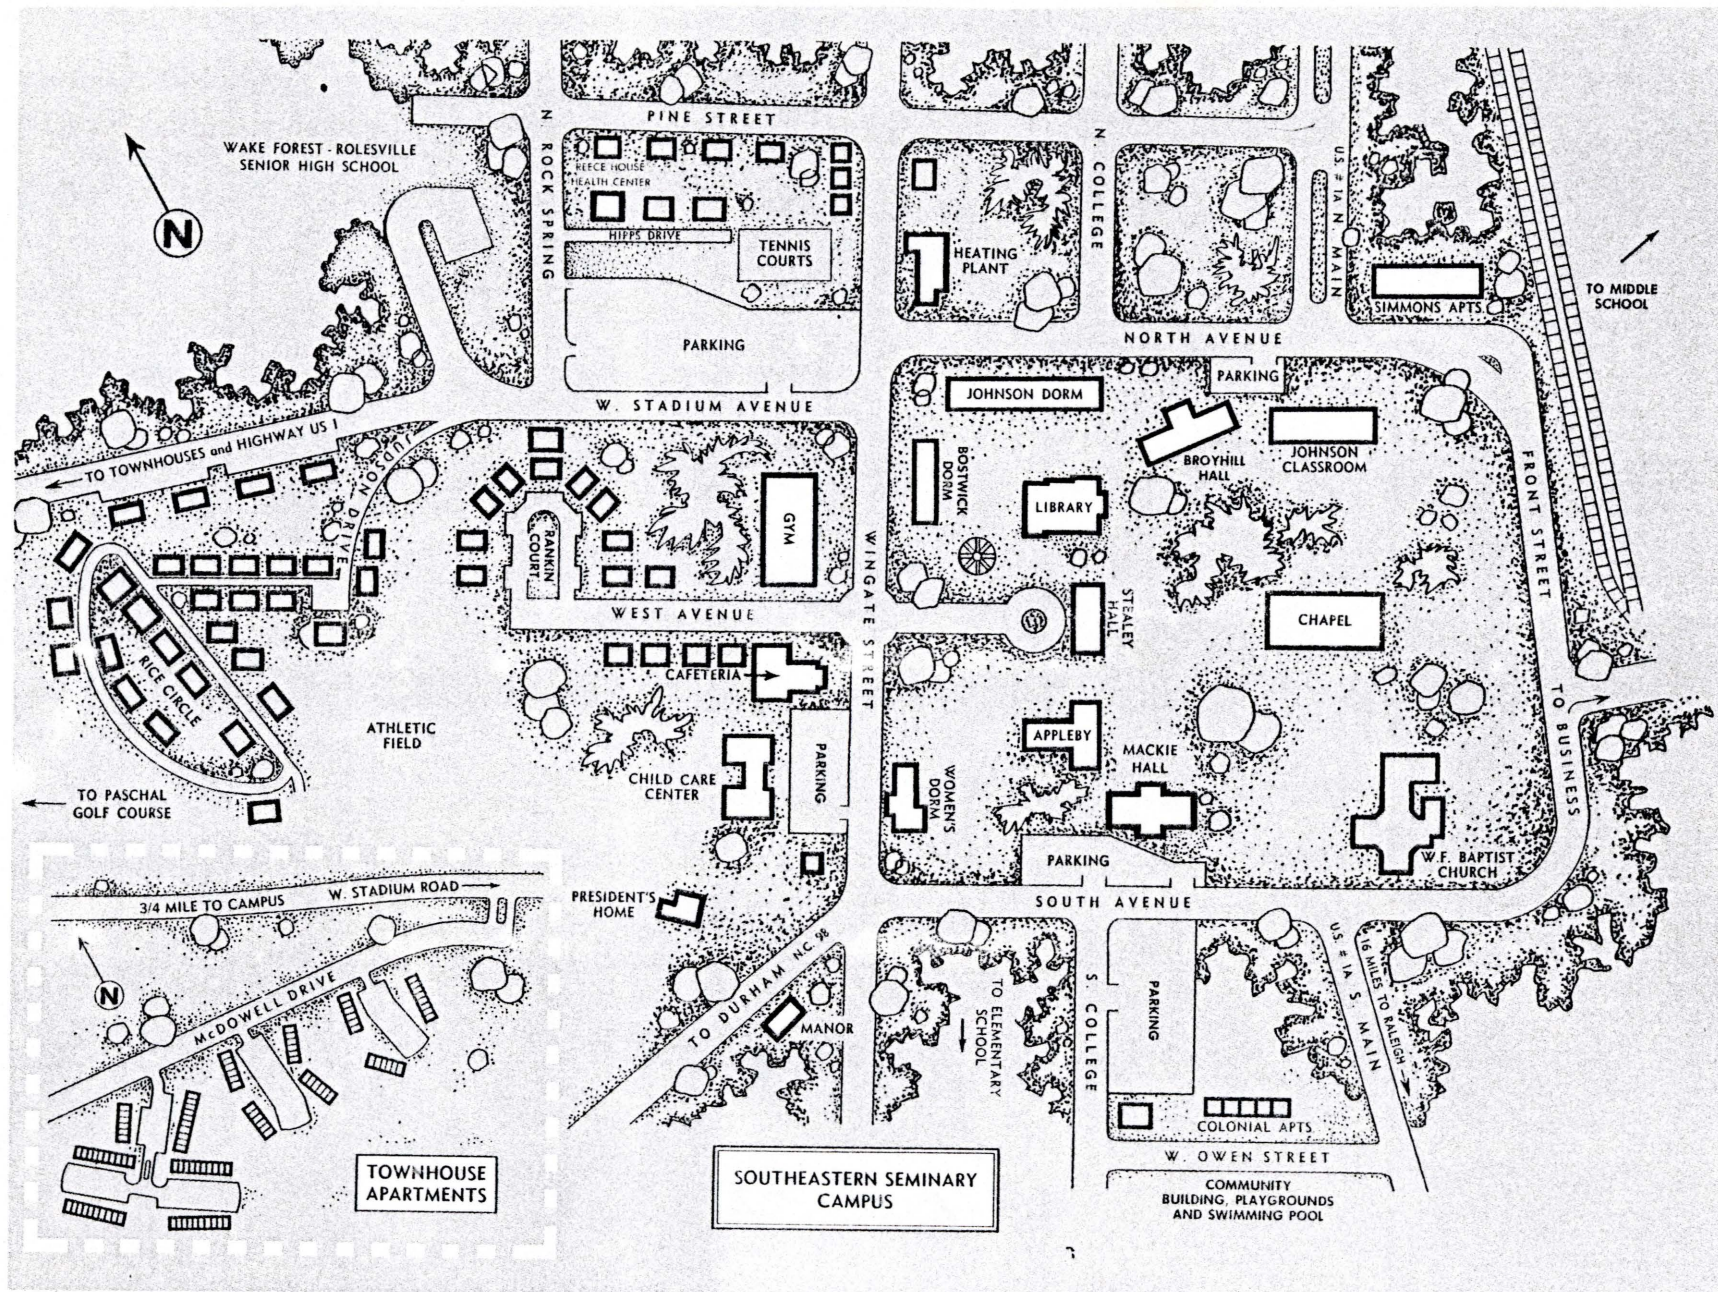 PINE STREET
N. ROCK SPRING
N. COLLEGE
U.S. # 1A N. MAIN
WAKE FOREST - ROLESVILLE
SENIOR HIGH SCHOOL
N
REECE HOUSE
HEALTH CENTER
HIPPS DRIVE
TENNIS
COURTS
HEATING
PLANT
SIMMONS APTS.
TO MIDDLE
SCHOOL
PARKING
NORTH AVENUE
PARKING
JOHNSON DORM
W. STADIUM AVENUE
TO TOWNHOUSES and HIGHWAY US 1
JUDSON DRIVE
BOSTWICK
DORM
BROYHILL
HALL
JOHNSON
CLASSROOM
LIBRARY
GYM
RANKIN
COURT
WINGATE STREET
FRONT STREET
WEST AVENUE
STEALEY
HALL
CHAPEL
RICE CIRCLE
CAFETERIA
ATHLETIC
FIELD
APPLEBY
MACKIE
HALL
TO BUSINESS
CHILD CARE
CENTER
PARKING
WOMEN'S
DORM
TO PASCHAL
GOLF COURSE
PARKING
W.F. BAPTIST
CHURCH
PRESIDENT'S
HOME
SOUTH AVENUE
W. STADIUM ROAD
3/4 MILE TO CAMPUS
N
McDOWELL DRIVE
TO DURHAM N.C. 98
MANOR
TO ELEMENTARY
SCHOOL
S. COLLEGE
PARKING
U.S. # 1A S. MAIN
16 MILES TO RALEIGH
COLONIAL APTS.
W. OWEN STREET
TOWNHOUSE
APARTMENTS
SOUTHEASTERN SEMINARY
CAMPUS
COMMUNITY
BUILDING, PLAYGROUNDS
AND SWIMMING POOL